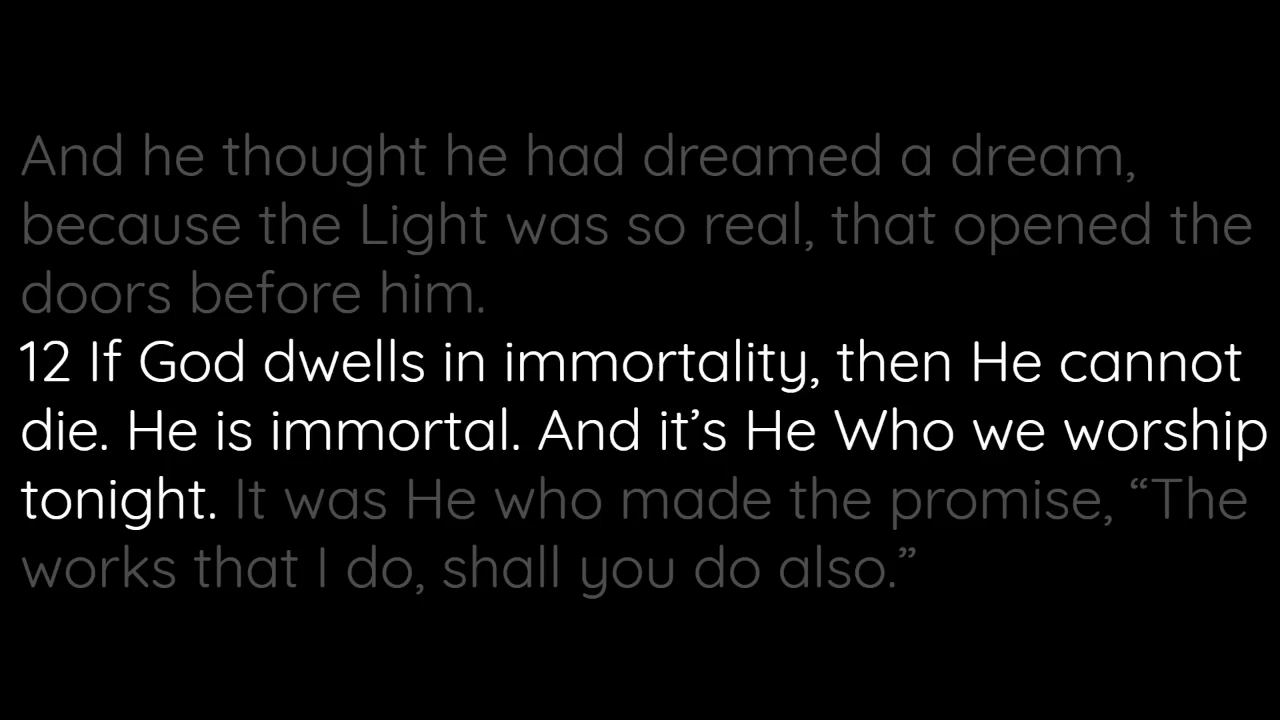 And he thought he had dreamed a dream,
because the Light was so real, that opened the
doors before him.
12 If God dwells in immortality, then He cannot
die. He is immortal. And it’s He Who we worship
tonight. It was He who made the promise, “The
works that I do, shall you do also.”